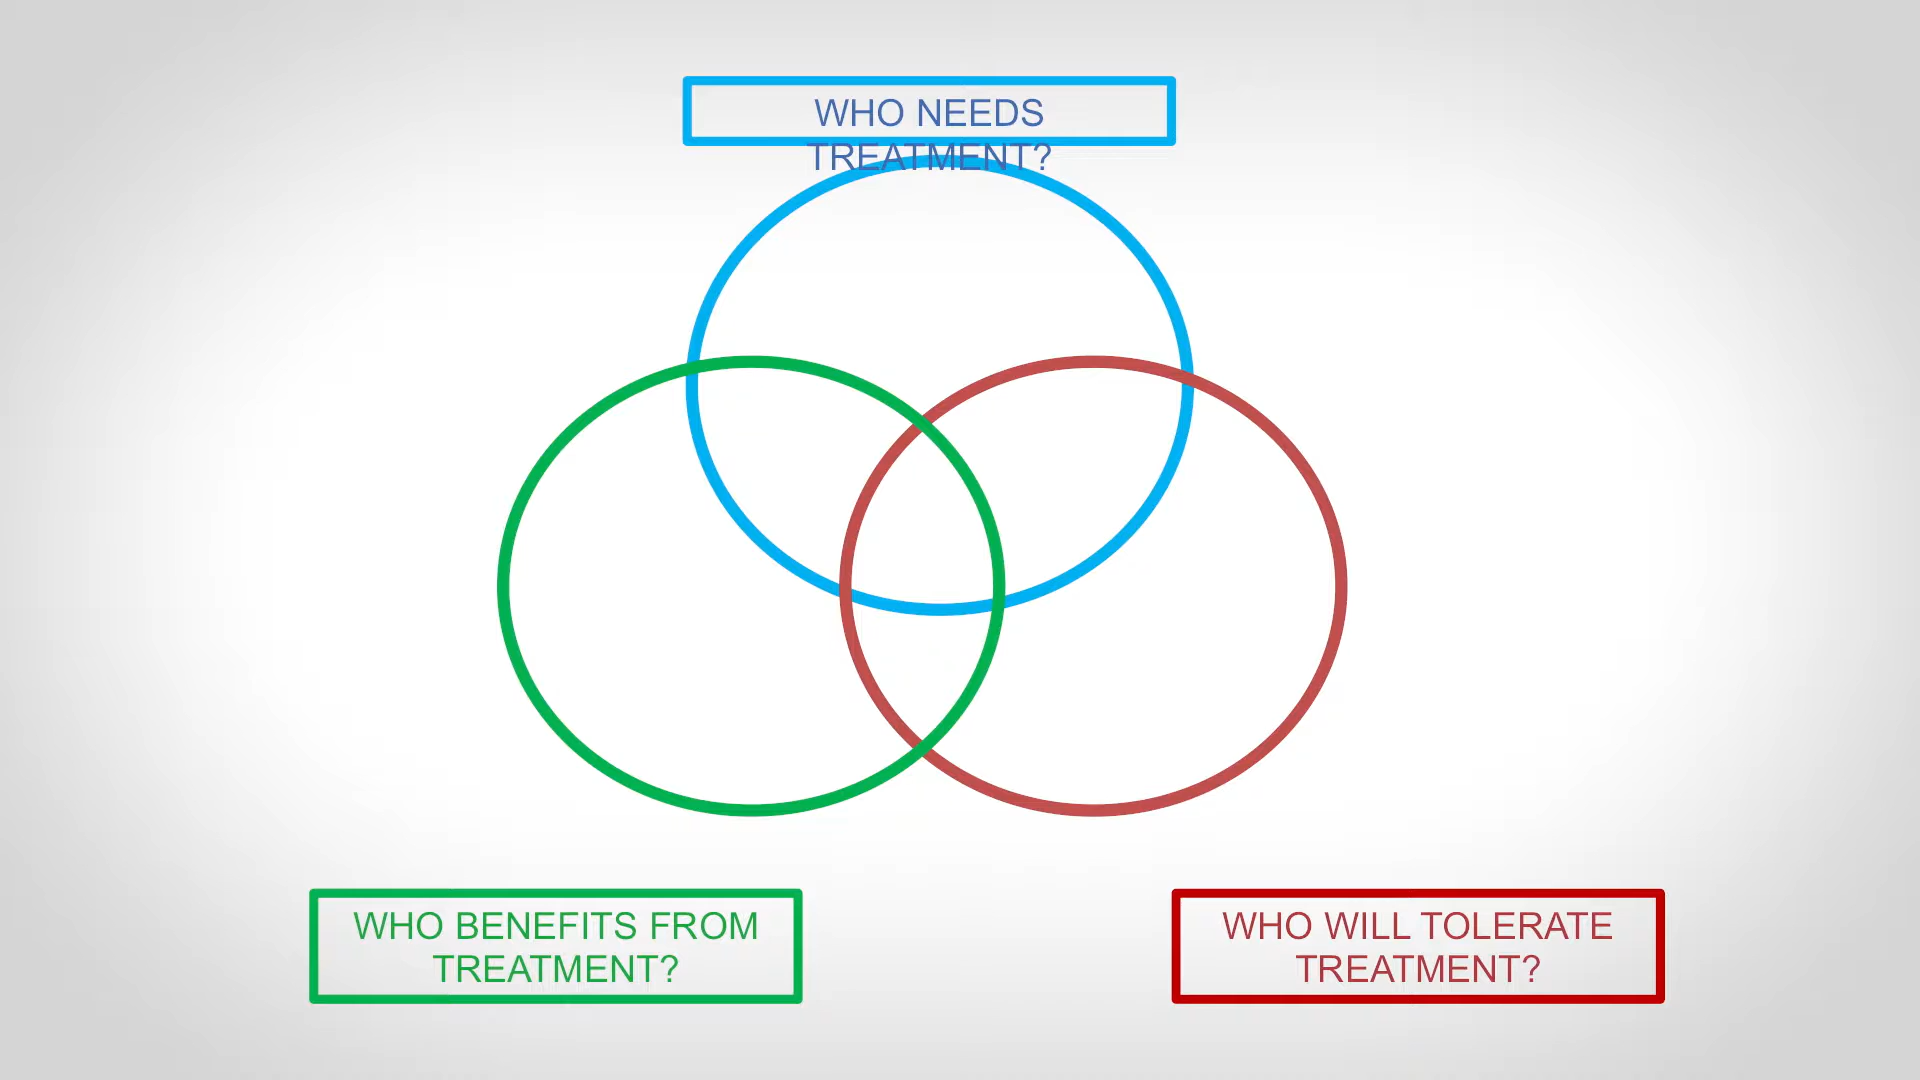 WHO NEEDS
TREATMENT?
WHO BENEFITS FROM
TREATMENT?
WHO WILL TOLERATE
TREATMENT?